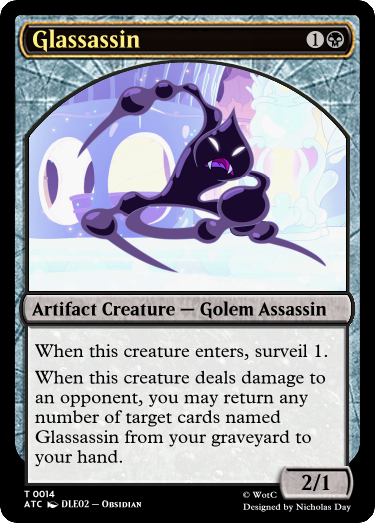 Glassassin 1
Artifact Creature — Golem Assassin
When this creature enters, surveil 1.
When this creature deals damage to
an opponent, you may return any
number of target cards named
Glassassin from your graveyard to
your hand.
2/1
T 0014
ATC DLE02 – Obsidian
© WotC
Designed by Nicholas Day